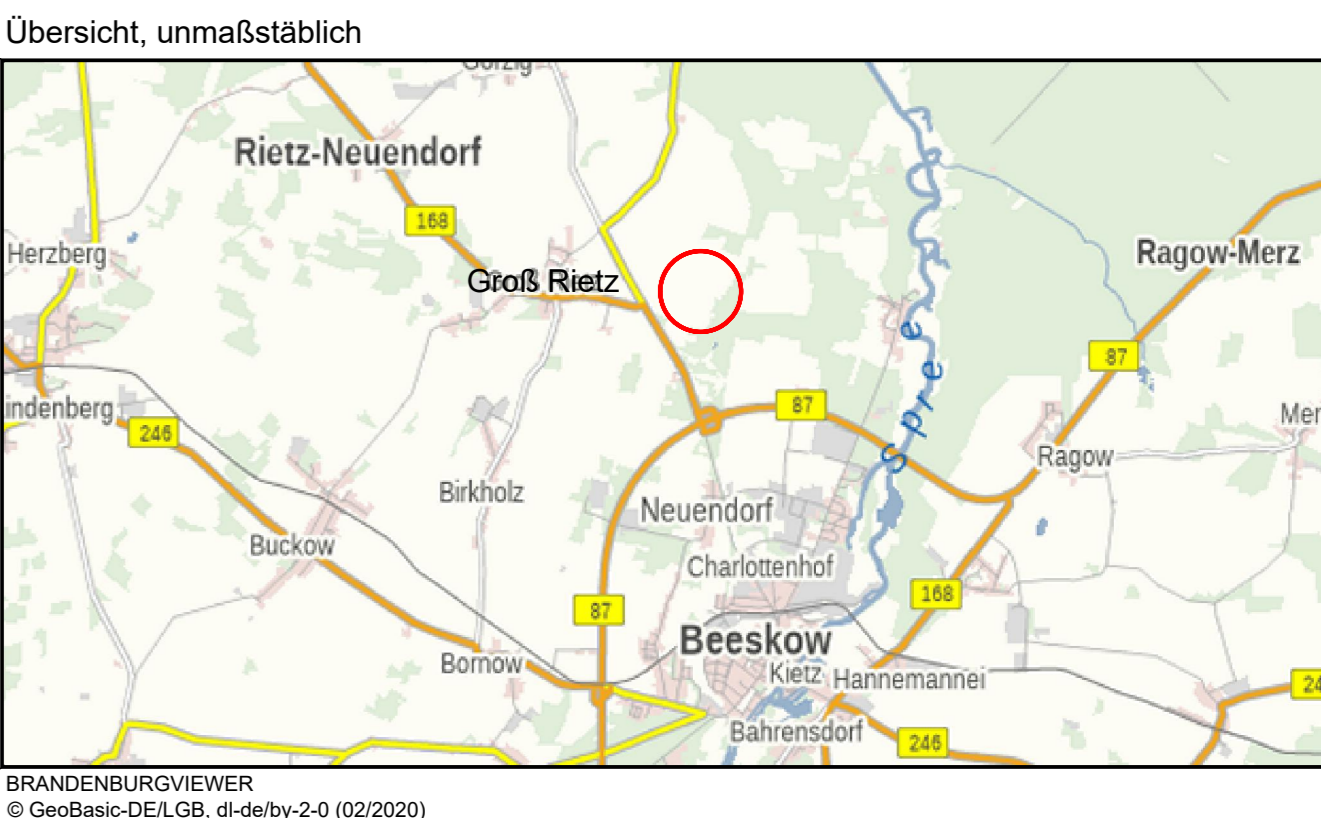 Übersicht, unmaßstäblich
Rietz-Neuendorf
168
Herzberg
Ragow-Merz
Groß Rietz
Spree
87
87
indenberg
246
Mer
Ragow
Birkholz
Neuendorf
Buckow
Charlottenhof
168
87
Beeskow
Bornow
Kietz
Hannemannei
24
Bahrensdorf
246
BRANDENBURGVIEWER
© GeoBasic-DE/LGB, dl-de/by-2-0 (02/2020)